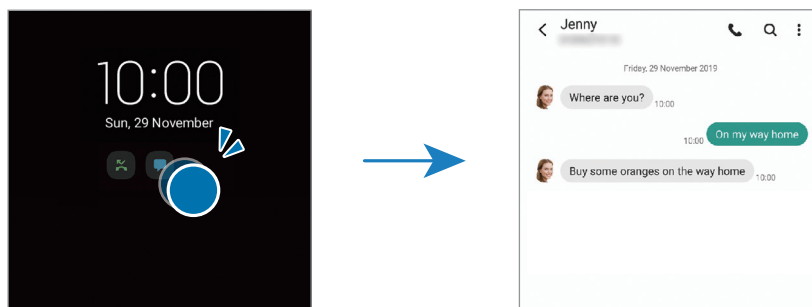 10:00
Sun, 29 November
Jenny
Friday, 29 November 2019
Where are you?
10:00
10:00
On my way home
Buy some oranges on the way home
10:00